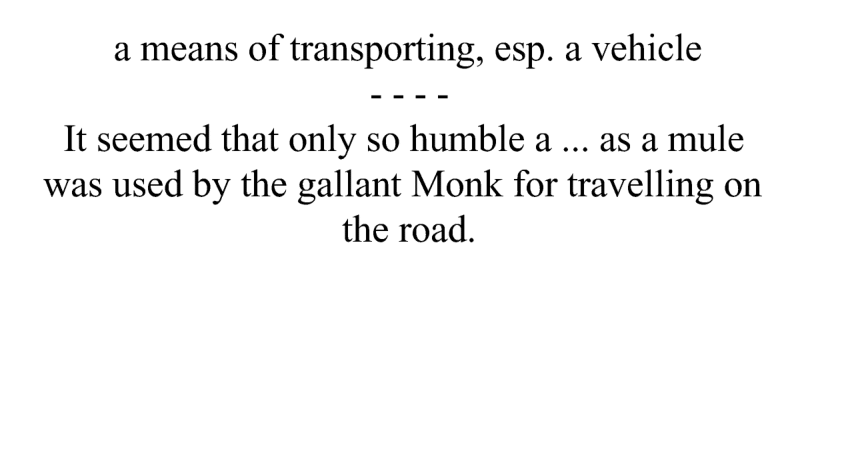 a means of transporting, esp. a vehicle
- - - -
It seemed that only so humble a ... as a mule
was used by the gallant Monk for travelling on
the road.